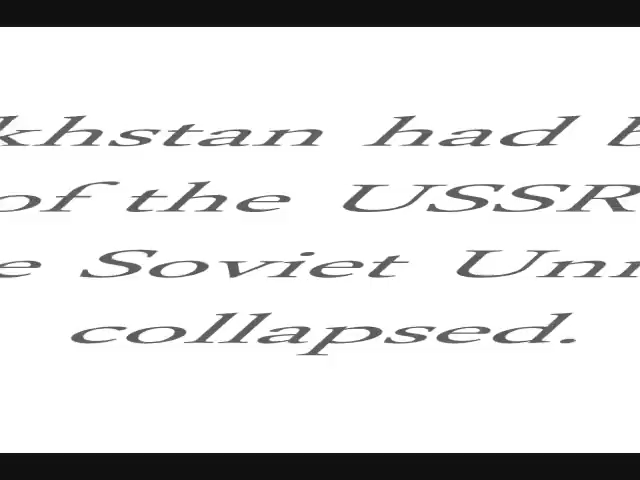 khstan had b
of the USSR
e Soviet Uni
collapsed.